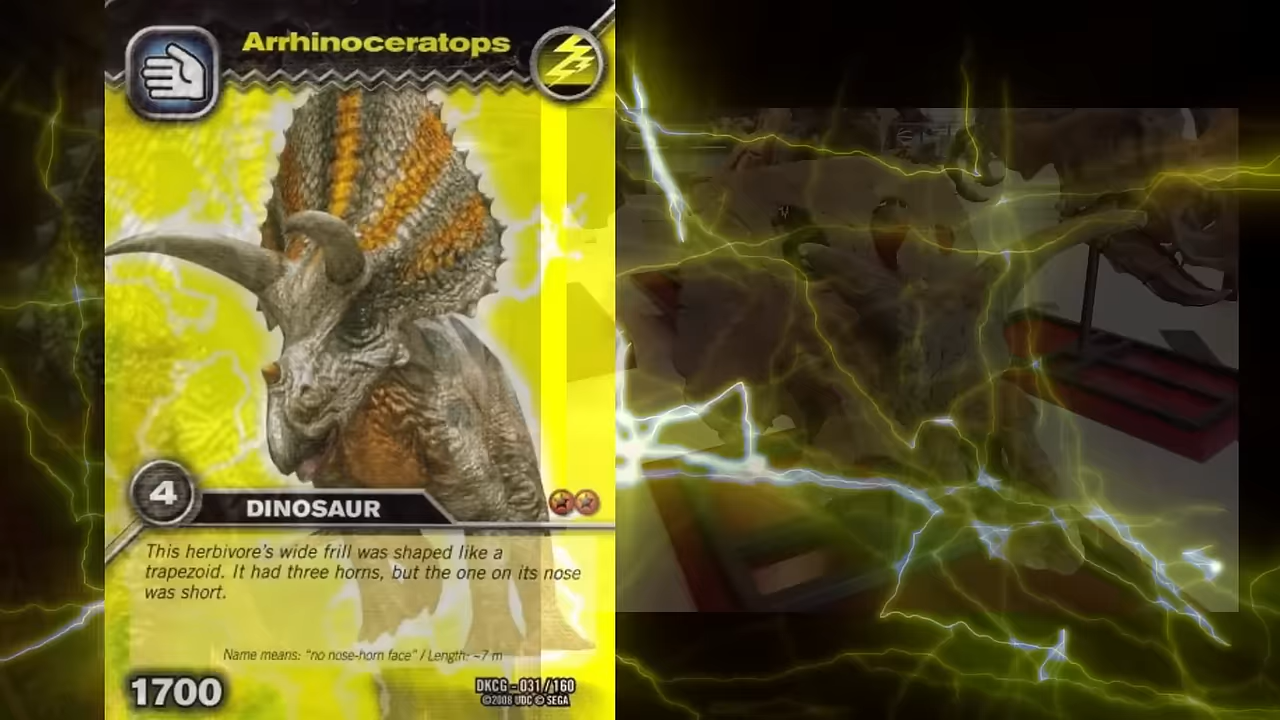 Arrhinoceratops
4
DINOSAUR
This herbivore's wide frill was shaped like a
trapezoid. It had three horns, but the one on its nose
was short.
Name means: "no nose-horn face" / Length: ~7 m
1700
DKCG - 031/160
©2008 UDC © SEGA